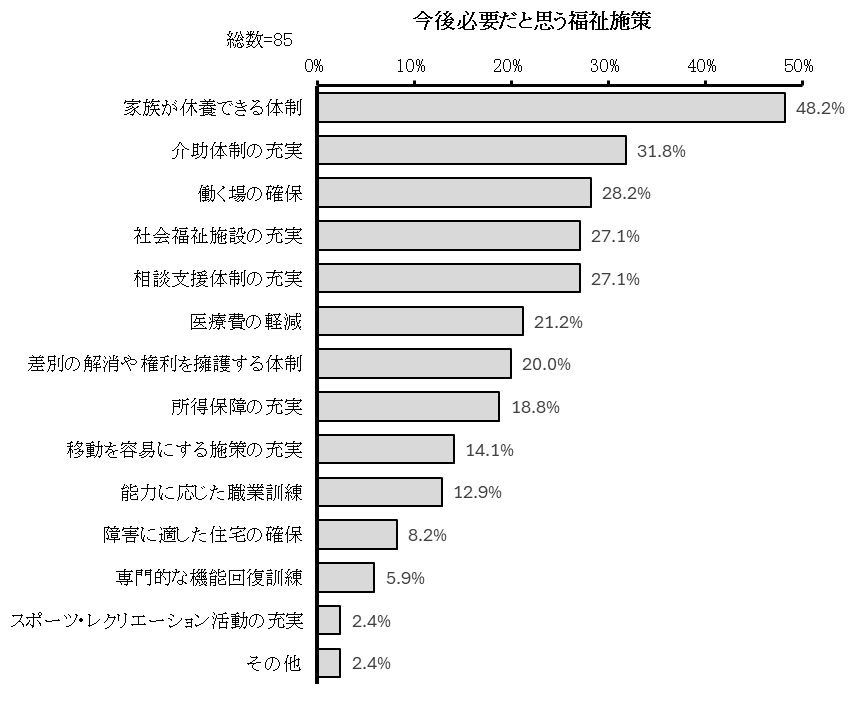 今後必要だと思う福祉施策
総数=85
0% 10% 20% 30% 40% 50%
家族が休養できる体制 48.2%
介助体制の充実 31.8%
働く場の確保 28.2%
社会福祉施設の充実 27.1%
相談支援体制の充実 27.1%
医療費の軽減 21.2%
差別の解消や権利を擁護する体制 20.0%
所得保障の充実 18.8%
移動を容易にする施策の充実 14.1%
能力に応じた職業訓練 12.9%
障害に適した住宅の確保 8.2%
専門的な機能回復訓練 5.9%
スポーツ・レクリエーション活動の充実 2.4%
その他 2.4%